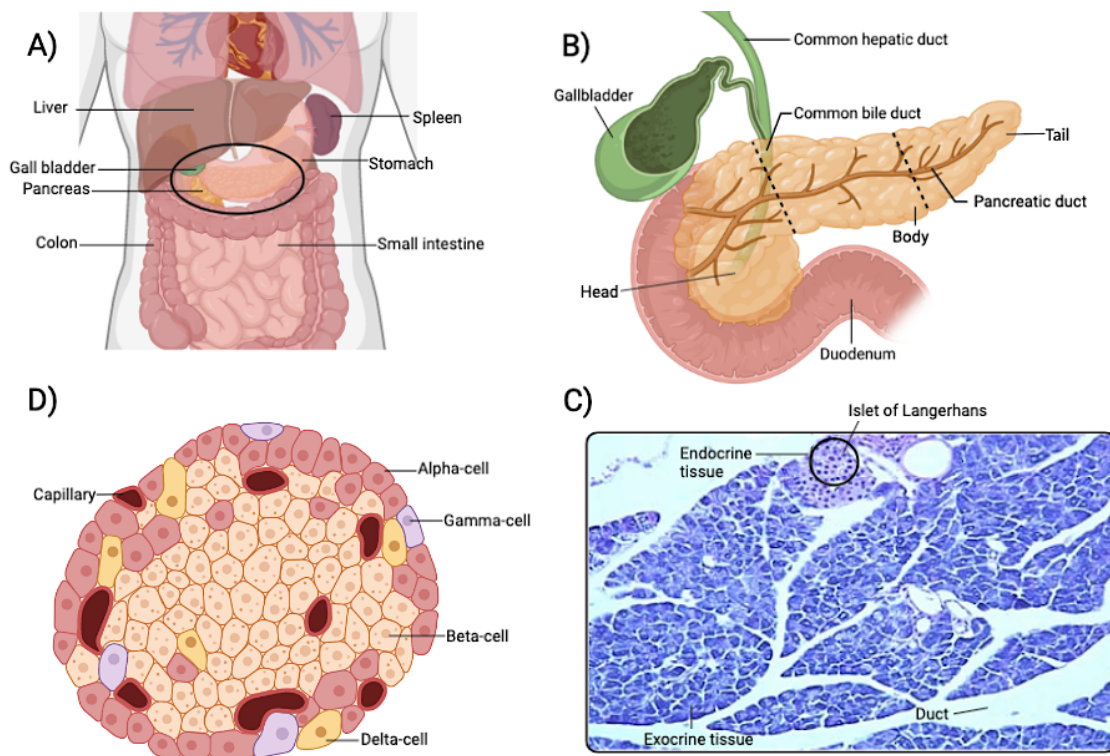 A)
Liver
Gall bladder
Pancreas
Colon
Spleen
Stomach
Small intestine
B)
Common hepatic duct
Gallbladder
Common bile duct
Tail
Pancreatic duct
Body
Head
Duodenum
D)
Capillary
Alpha-cell
Gamma-cell
Beta-cell
Delta-cell
C)
Islet of Langerhans
Endocrine
tissue
Duct
Exocrine tissue